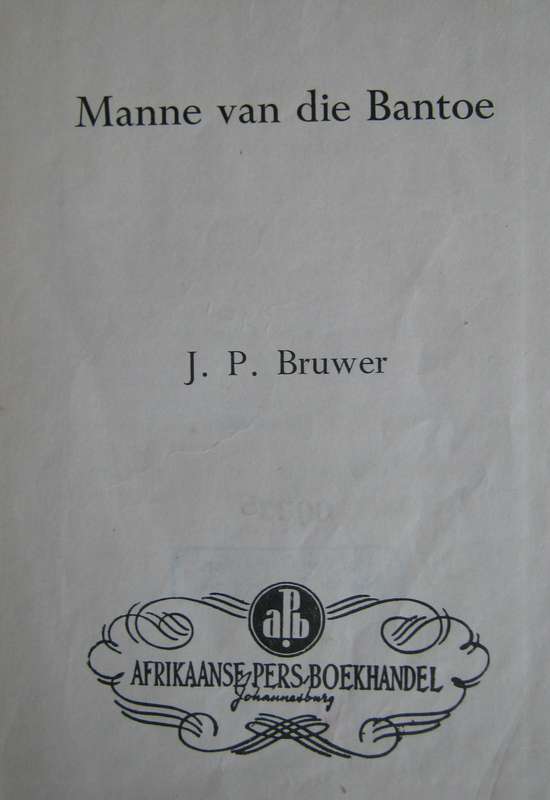 Manne van die Bantoe
J. P. Bruwer
aPb
AFRIKAANSE PERS-BOEKHANDEL
Johannesburg